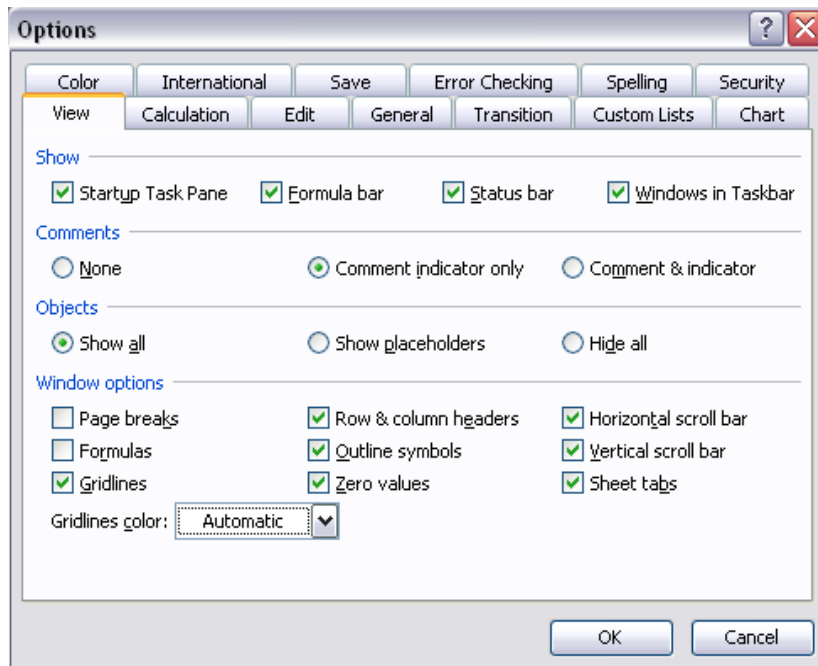 Options
Color International Save Error Checking Spelling Security
View Calculation Edit General Transition Custom Lists Chart
Show
Startup Task Pane Formula bar Status bar Windows in Taskbar
Comments
None Comment indicator only Comment & indicator
Objects
Show all Show placeholders Hide all
Window options
Page breaks Row & column headers Horizontal scroll bar
Formulas Outline symbols Vertical scroll bar
Gridlines Zero values Sheet tabs
Gridlines color: Automatic
OK Cancel